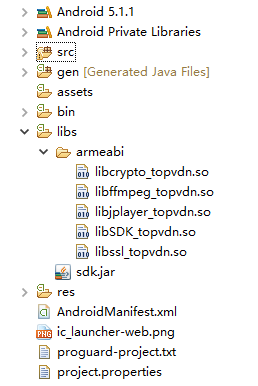 Android 5.1.1
Android Private Libraries
src
gen [Generated Java Files]
assets
bin
libs
armeabi
libcrypto_topvdn.so
libffmpeg_topvdn.so
libjplayer_topvdn.so
libSDK_topvdn.so
libssl_topvdn.so
sdk.jar
res
AndroidManifest.xml
ic_launcher-web.png
proguard-project.txt
project.properties